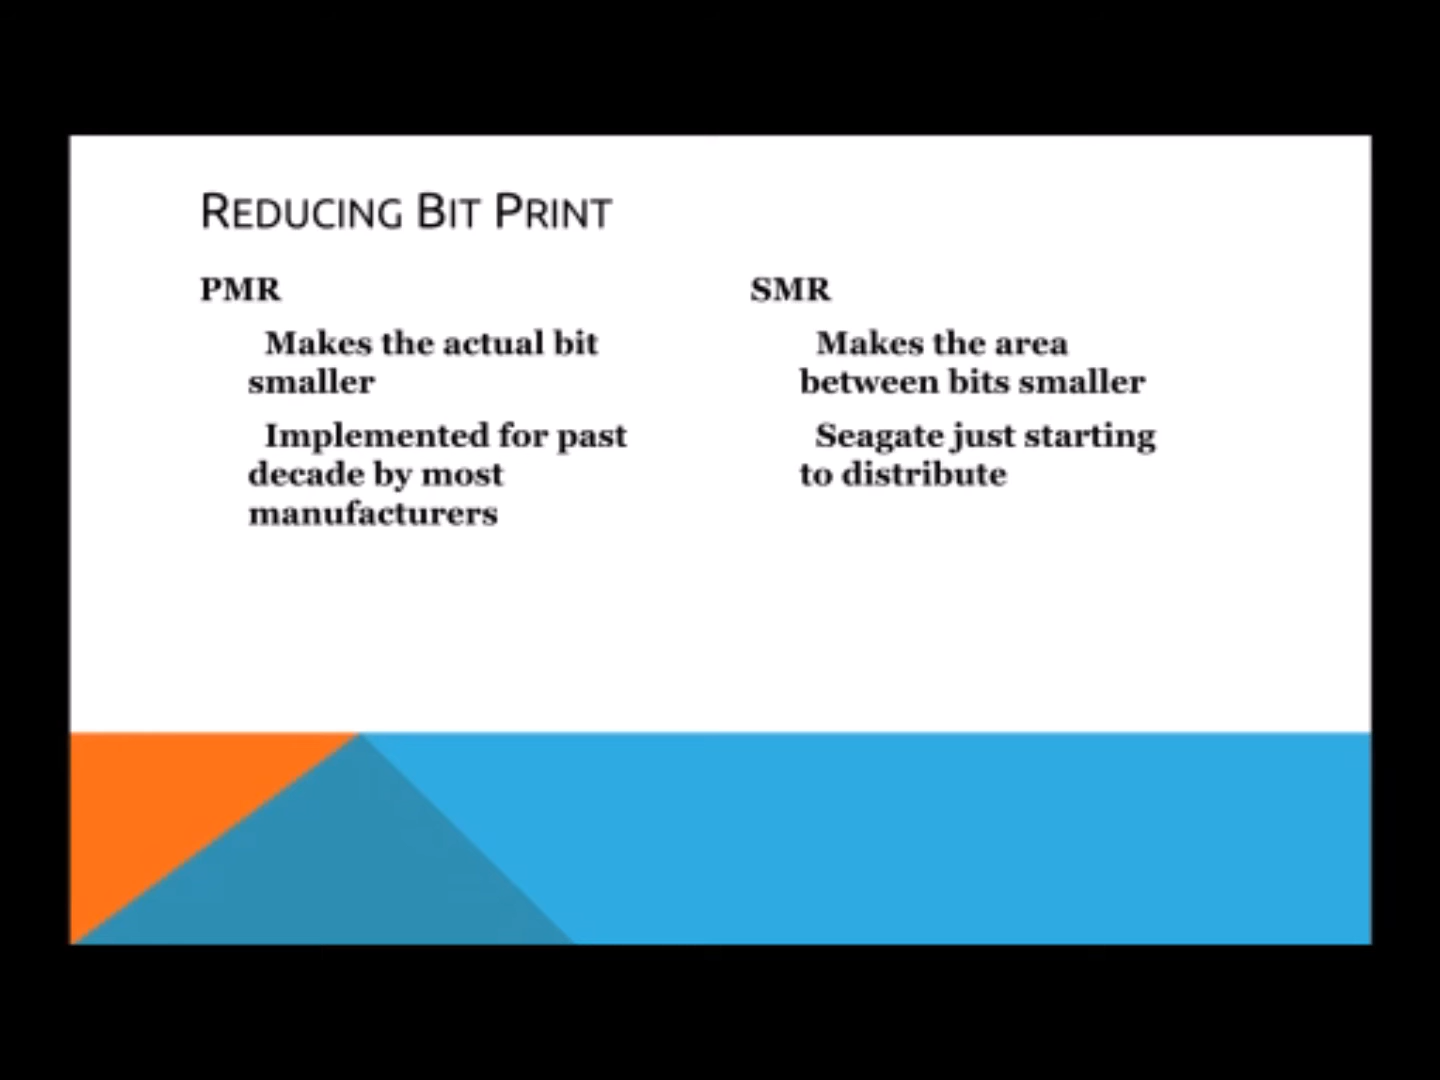 REDUCING BIT PRINT
PMR
Makes the actual bit
smaller
Implemented for past
decade by most
manufacturers
SMR
Makes the area
between bits smaller
Seagate just starting
to distribute